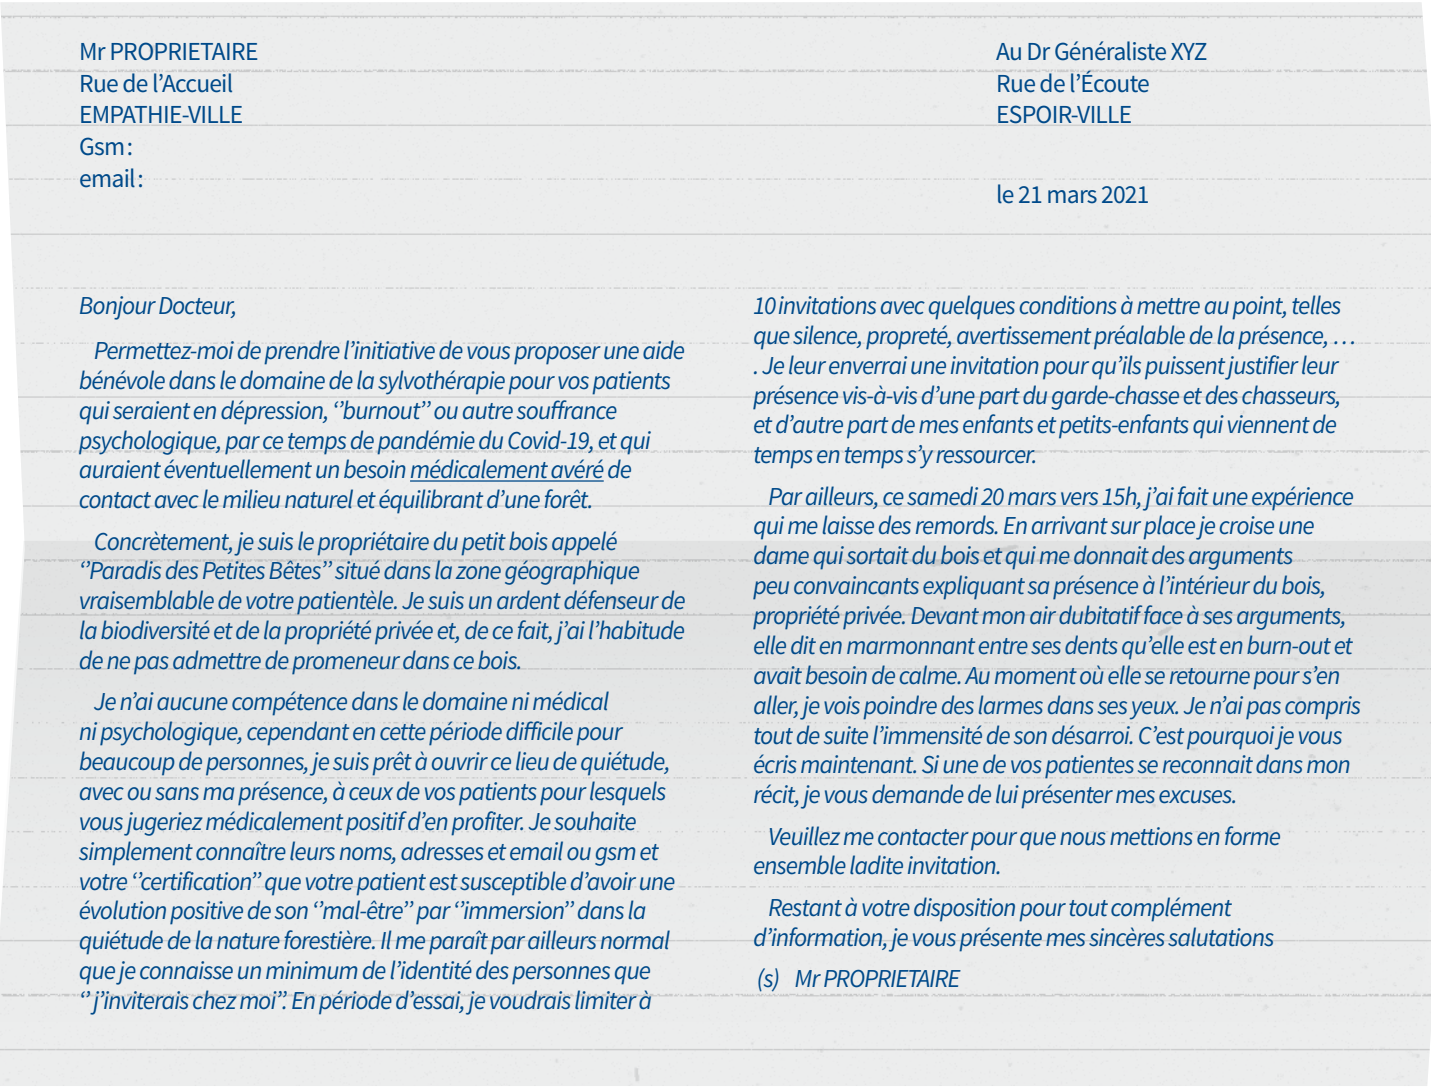 Mr PROPRIETAIRE
Rue de l’Accueil
EMPATHIE-VILLE
Gsm :
email :
Au Dr Généraliste XYZ
Rue de l’Écoute
ESPOIR-VILLE
le 21 mars 2021
Bonjour Docteur,
Permettez-moi de prendre l’initiative de vous proposer une aide
bénévole dans le domaine de la sylvothérapie pour vos patients
qui seraient en dépression, ‘’burnout’’ ou autre souffrance
psychologique, par ce temps de pandémie du Covid-19, et qui
auraient éventuellement un besoin médicalement avéré de
contact avec le milieu naturel et équilibrant d’une forêt.
Concrètement, je suis le propriétaire du petit bois appelé
‘’Paradis des Petites Bêtes’’ situé dans la zone géographique
vraisemblable de votre patientèle. Je suis un ardent défenseur de
la biodiversité et de la propriété privée et, de ce fait, j’ai l’habitude
de ne pas admettre de promeneur dans ce bois.
Je n’ai aucune compétence dans le domaine ni médical
ni psychologique, cependant en cette période difficile pour
beaucoup de personnes, je suis prêt à ouvrir ce lieu de quiétude,
avec ou sans ma présence, à ceux de vos patients pour lesquels
vous jugeriez médicalement positif d’en profiter. Je souhaite
simplement connaître leurs noms, adresses et email ou gsm et
votre ‘’certification’’ que votre patient est susceptible d’avoir une
évolution positive de son ‘’mal-être’’ par ‘’immersion’’ dans la
quiétude de la nature forestière. Il me paraît par ailleurs normal
que je connaisse un minimum de l’identité des personnes que
‘’ j’inviterais chez moi’’. En période d’essai, je voudrais limiter à
10 invitations avec quelques conditions à mettre au point, telles
que silence, propreté, avertissement préalable de la présence, …
. Je leur enverrai une invitation pour qu’ils puissent justifier leur
présence vis-à-vis d’une part du garde-chasse et des chasseurs,
et d’autre part de mes enfants et petits-enfants qui viennent de
temps en temps s’y ressourcer.
Par ailleurs, ce samedi 20 mars vers 15h, j’ai fait une expérience
qui me laisse des remords. En arrivant sur place je croise une
dame qui sortait du bois et qui me donnait des arguments
peu convaincants expliquant sa présence à l’intérieur du bois,
propriété privée. Devant mon air dubitatif face à ses arguments,
elle dit en marmonnant entre ses dents qu’elle est en burn-out et
avait besoin de calme. Au moment où elle se retourne pour s’en
aller, je vois poindre des larmes dans ses yeux. Je n’ai pas compris
tout de suite l’immensité de son désarroi. C’est pourquoi je vous
écris maintenant. Si une de vos patientes se reconnait dans mon
récit, je vous demande de lui présenter mes excuses.
Veuillez me contacter pour que nous mettions en forme
ensemble ladite invitation.
Restant à votre disposition pour tout complément
d’information, je vous présente mes sincères salutations
(s) Mr PROPRIETAIRE